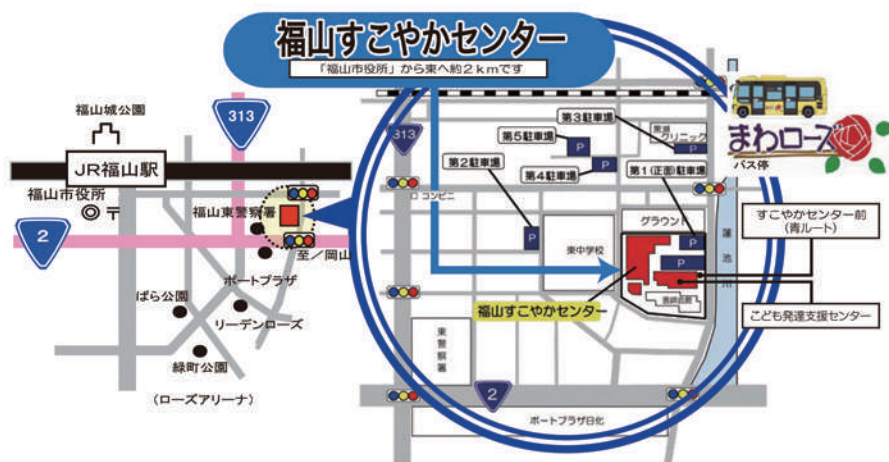 福山すこやかセンター
「福山市役所」から東へ約2kmです
福山城公園
313
JR福山駅
福山市役所
〒
福山東警察署
2
至/岡山
ポートプラザ
ばら公園
リーデンローズ
緑町公園
(ローズアリーナ)
313
第3駐車場
クリニック
P
第5駐車場
P
第2駐車場
第4駐車場
P
第1(正面)駐車場
コンビニ
P
グラウンド
P
東中学校
P
蓮池川
福山すこやかセンター
東警察署
2
ポートプラザ日化
まわローズ
バス停
すこやかセンター前
(青ルート)
こども発達支援センター